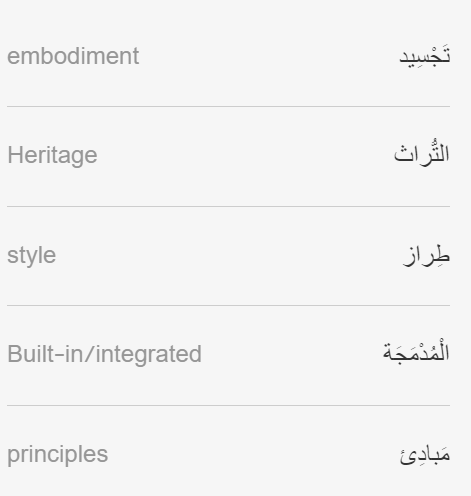 embodiment تَجْسِيد
Heritage التُّراث
style طِراز
Built-in/integrated الْمُدْمَجَة
principles مَبادِئ